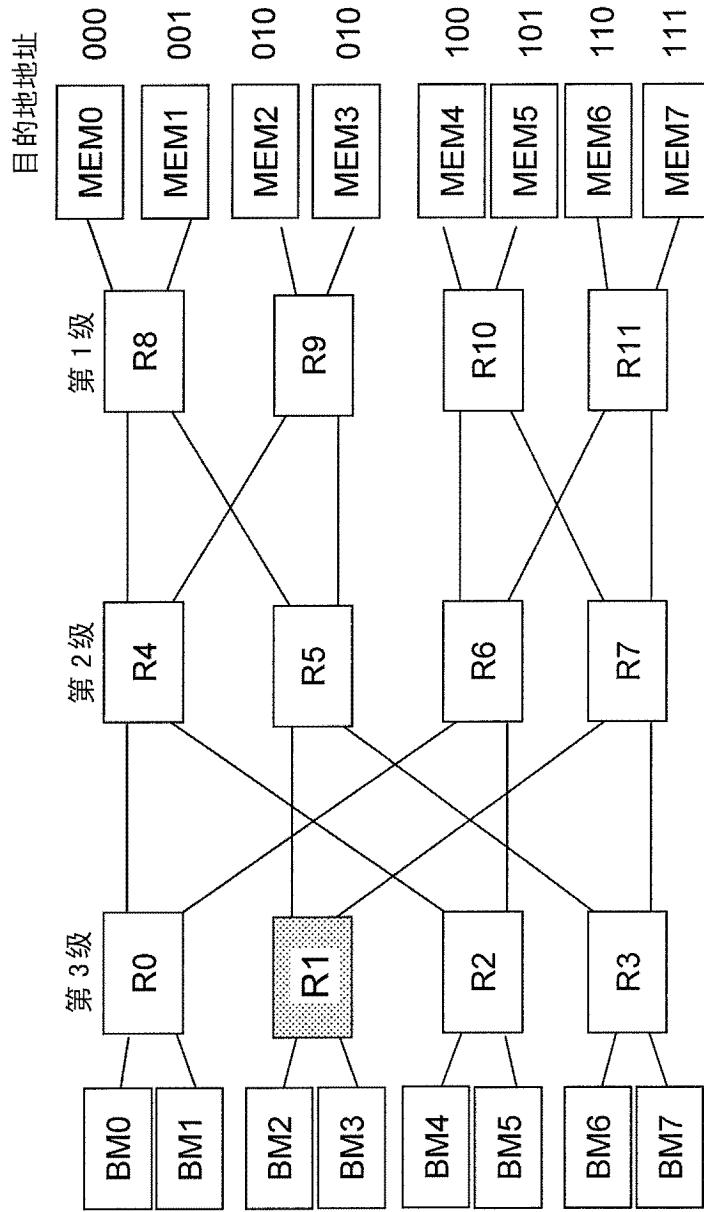 目的地地址
第3级
第2级
第1级
BM0
BM1
BM2
BM3
BM4
BM5
BM6
BM7
R0
R1
R2
R3
R4
R5
R6
R7
R8
R9
R10
R11
MEM0
MEM1
MEM2
MEM3
MEM4
MEM5
MEM6
MEM7
000
001
010
010
100
101
110
111